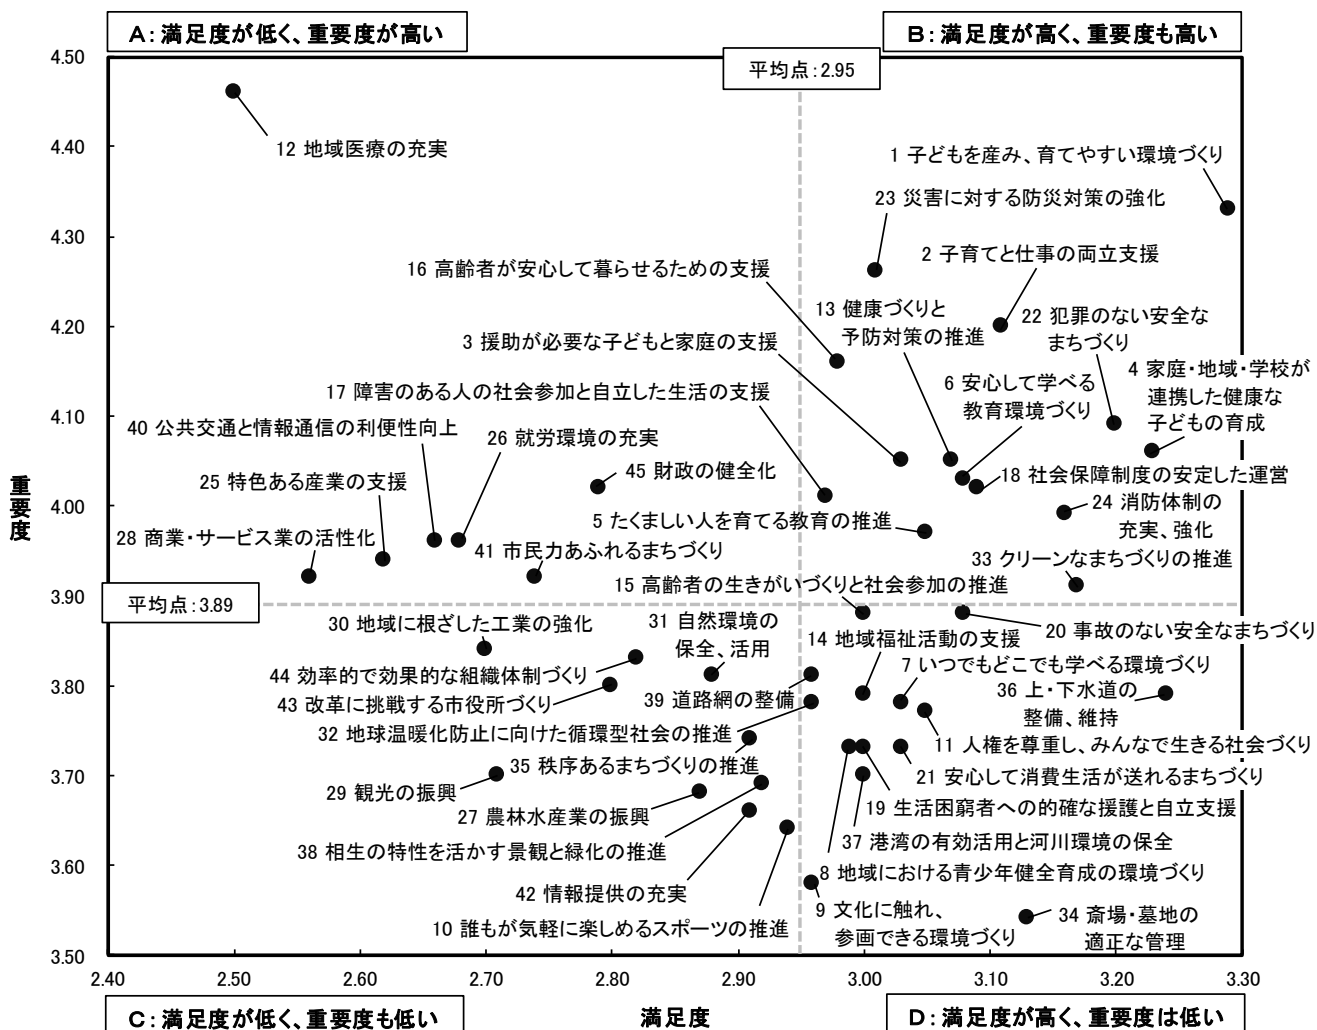 A：満足度が低く、重要度が高い
B：満足度が高く、重要度も高い
平均点：2.95
4.50
4.40
4.30
4.20
4.10
4.00
3.90
3.80
3.70
3.60
3.50
重要度
12 地域医療の充実
1 子どもを産み、育てやすい環境づくり
23 災害に対する防災対策の強化
2 子育てと仕事の両立支援
16 高齢者が安心して暮らせるための支援
13 健康づくりと
予防対策の推進
22 犯罪のない安全な
まちづくり
3 援助が必要な子どもと家庭の支援
4 家庭・地域・学校が
連携した健康な
子どもの育成
6 安心して学べる
教育環境づくり
17 障害のある人の社会参加と自立した生活の支援
40 公共交通と情報通信の利便性向上
26 就労環境の充実
45 財政の健全化
18 社会保障制度の安定した運営
25 特色ある産業の支援
24 消防体制の
充実、強化
5 たくましい人を育てる教育の推進
28 商業・サービス業の活性化
41 市民力あふれるまちづくり
33 クリーンなまちづくりの推進
15 高齢者の生きがいづくりと社会参加の推進
平均点：3.89
30 地域に根ざした工業の強化
31 自然環境の
保全、活用
20 事故のない安全なまちづくり
14 地域福祉活動の支援
44 効率的で効果的な組織体制づくり
7 いつでもどこでも学べる環境づくり
43 改革に挑戦する市役所づくり
39 道路網の整備
36 上・下水道の
整備、維持
32 地球温暖化防止に向けた循環型社会の推進
11 人権を尊重し、みんなで生きる社会づくり
35 秩序あるまちづくりの推進
21 安心して消費生活が送れるまちづくり
29 観光の振興
27 農林水産業の振興
19 生活困窮者への的確な援護と自立支援
37 港湾の有効活用と河川環境の保全
38 相生の特性を活かす景観と緑化の推進
8 地域における青少年健全育成の環境づくり
42 情報提供の充実
9 文化に触れ、
参画できる環境づくり
34 斎場・墓地の
適正な管理
10 誰もが気軽に楽しめるスポーツの推進
2.40
2.50
2.60
2.70
2.80
2.90
3.00
3.10
3.20
3.30
C：満足度が低く、重要度も低い
満足度
D：満足度が高く、重要度は低い